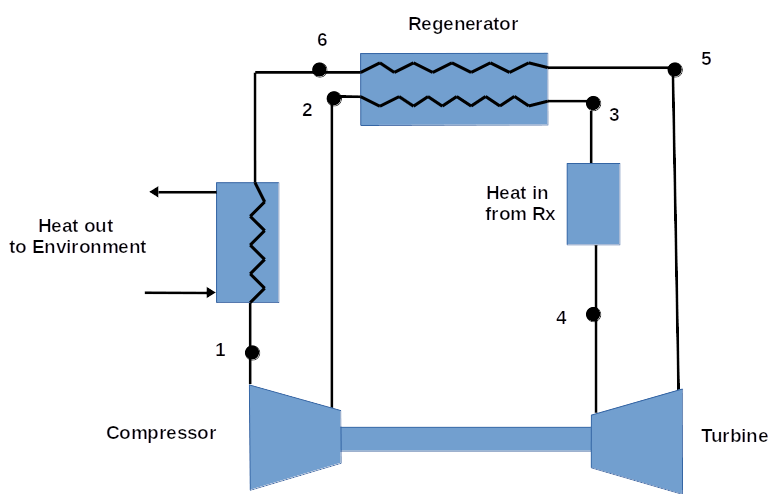 Regenerator
6
5
2
3
Heat in
from Rx
Heat out
to Environment
4
1
Compressor
Turbine